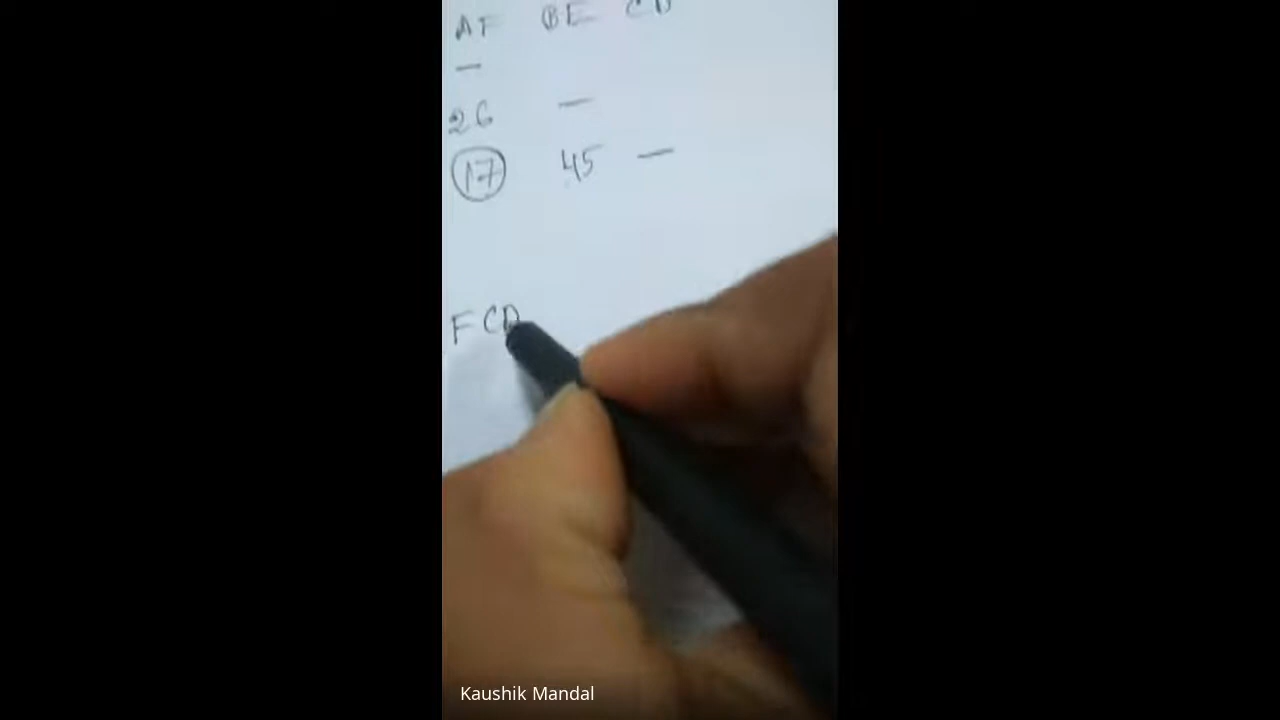 AF BE CD
—
26 —
17 45 —
FCD
Kaushik Mandal